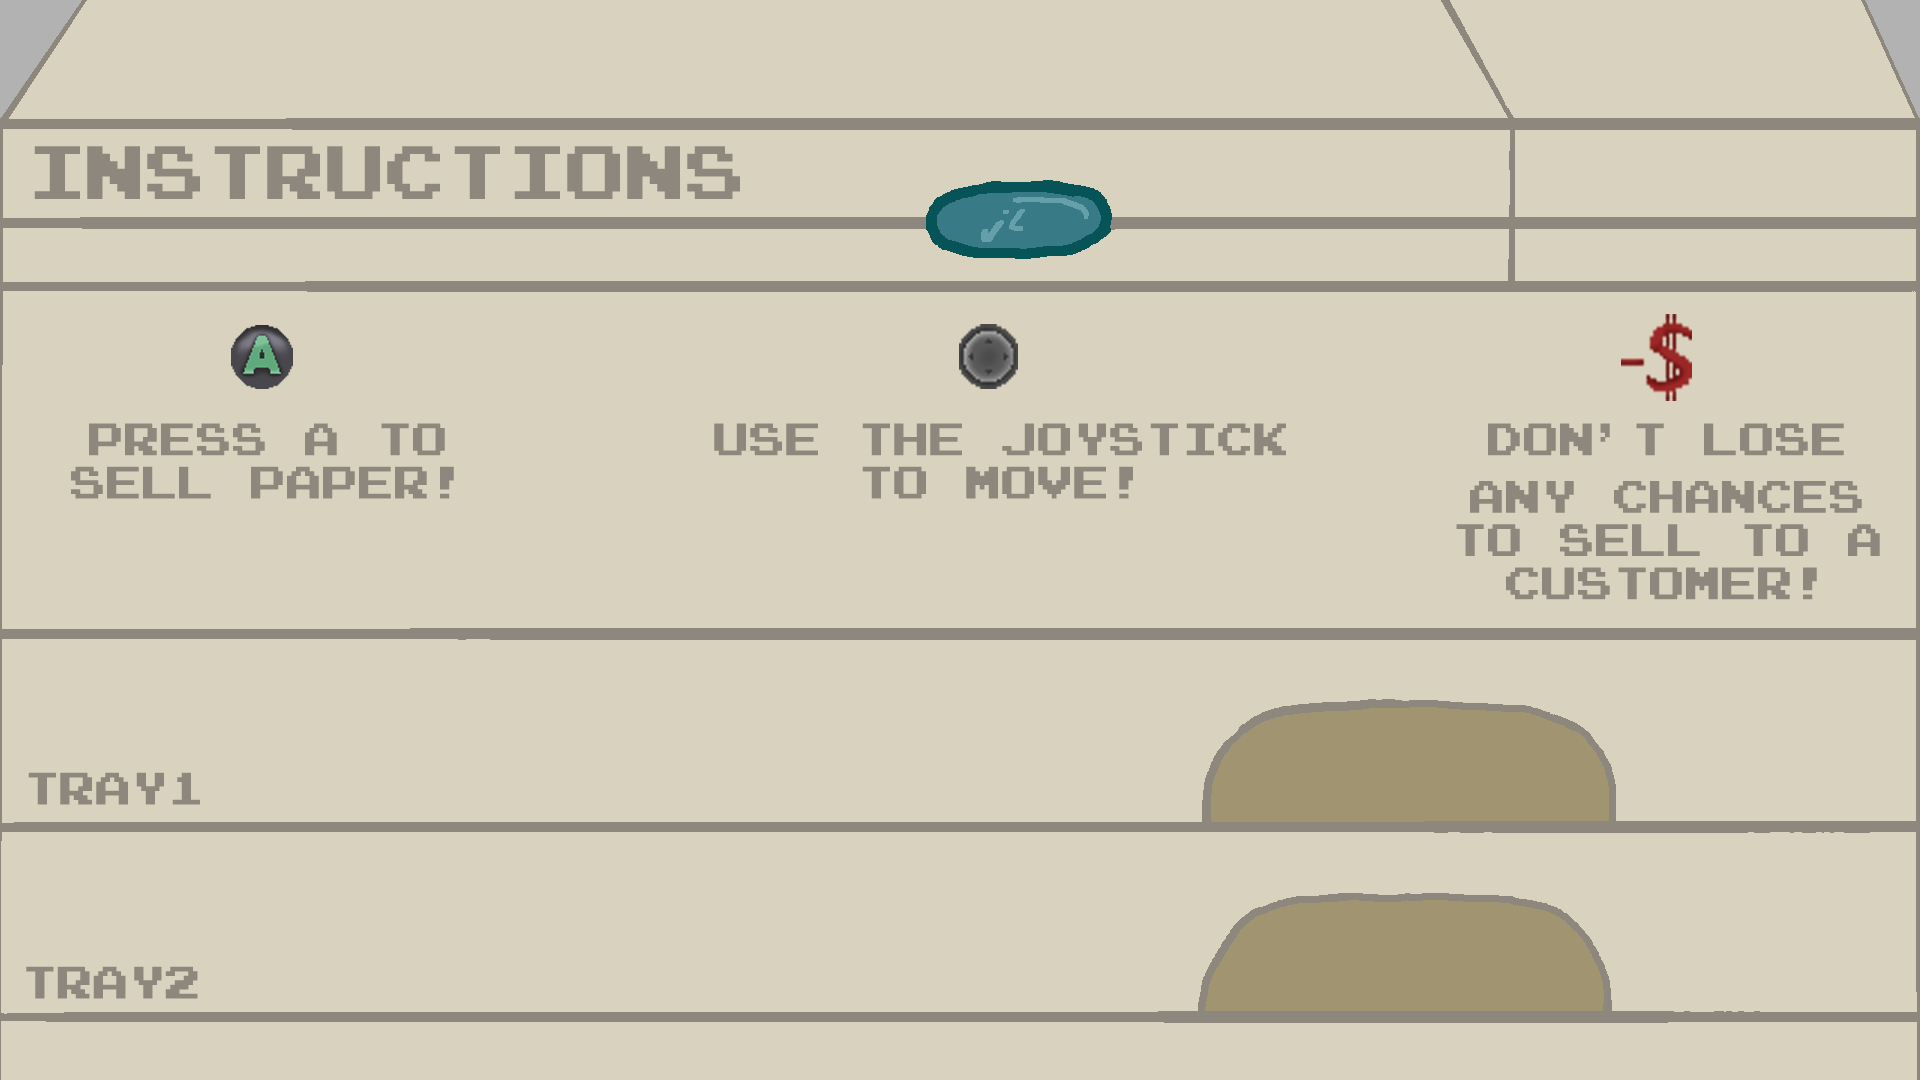 INSTRUCTIONS
A
-$
PRESS A TO
SELL PAPER!
USE THE JOYSTICK
TO MOVE!
DON'T LOSE
ANY CHANCES
TO SELL TO A
CUSTOMER!
TRAY1
TRAY2